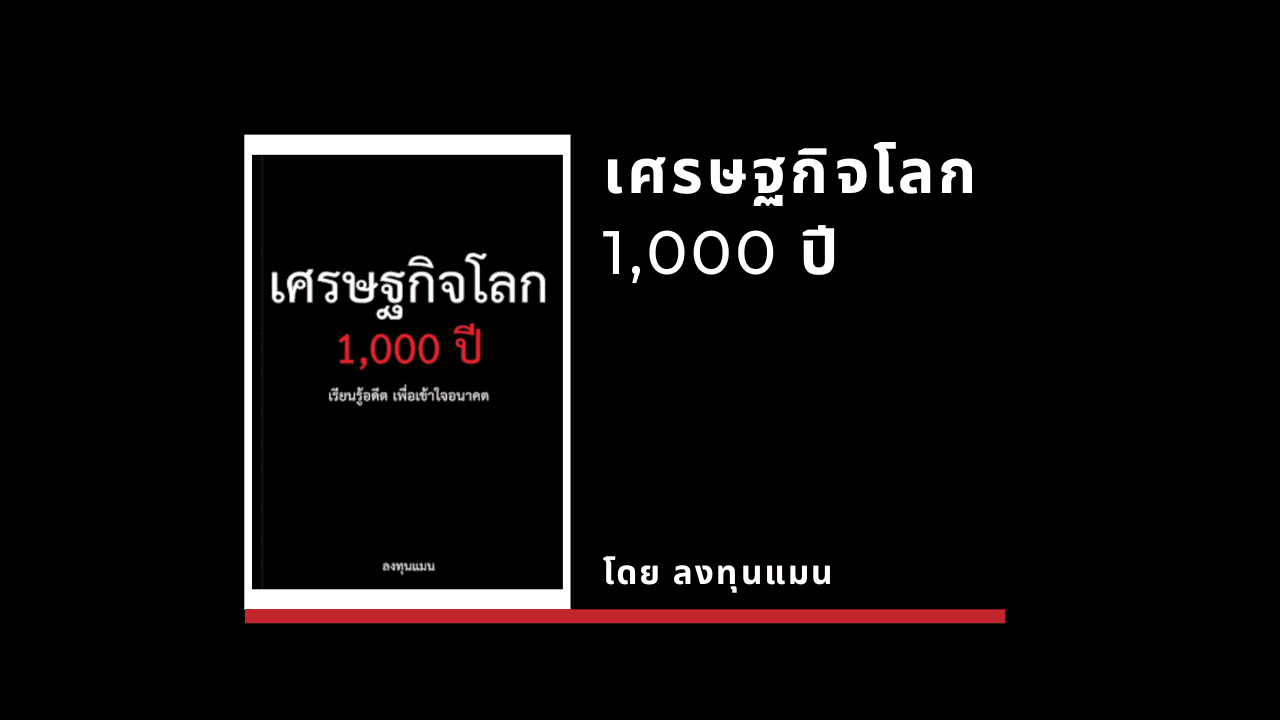 เศรษฐกิจโลก
1,000 ปี
เรียนรู้อดีต เพื่อเข้าใจอนาคต
ลงทุนแมน
เศรษฐกิจโลก
1,000 ปี
โดย ลงทุนแมน